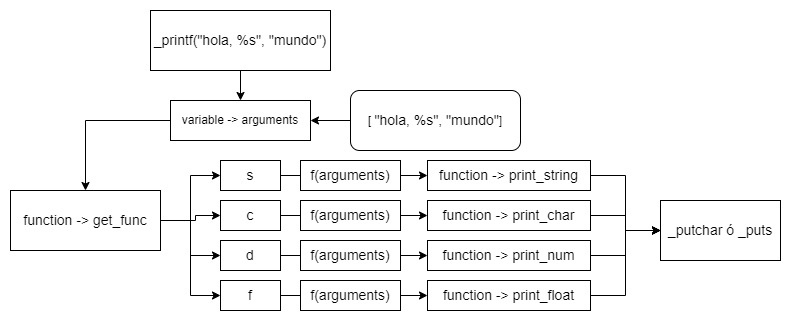 _printf("hola, %s", "mundo")
variable -> arguments
[ "hola, %s", "mundo"]
function -> get_func
s
f(arguments)
function -> print_string
c
f(arguments)
function -> print_char
d
f(arguments)
function -> print_num
f
f(arguments)
function -> print_float
_putchar ó _puts